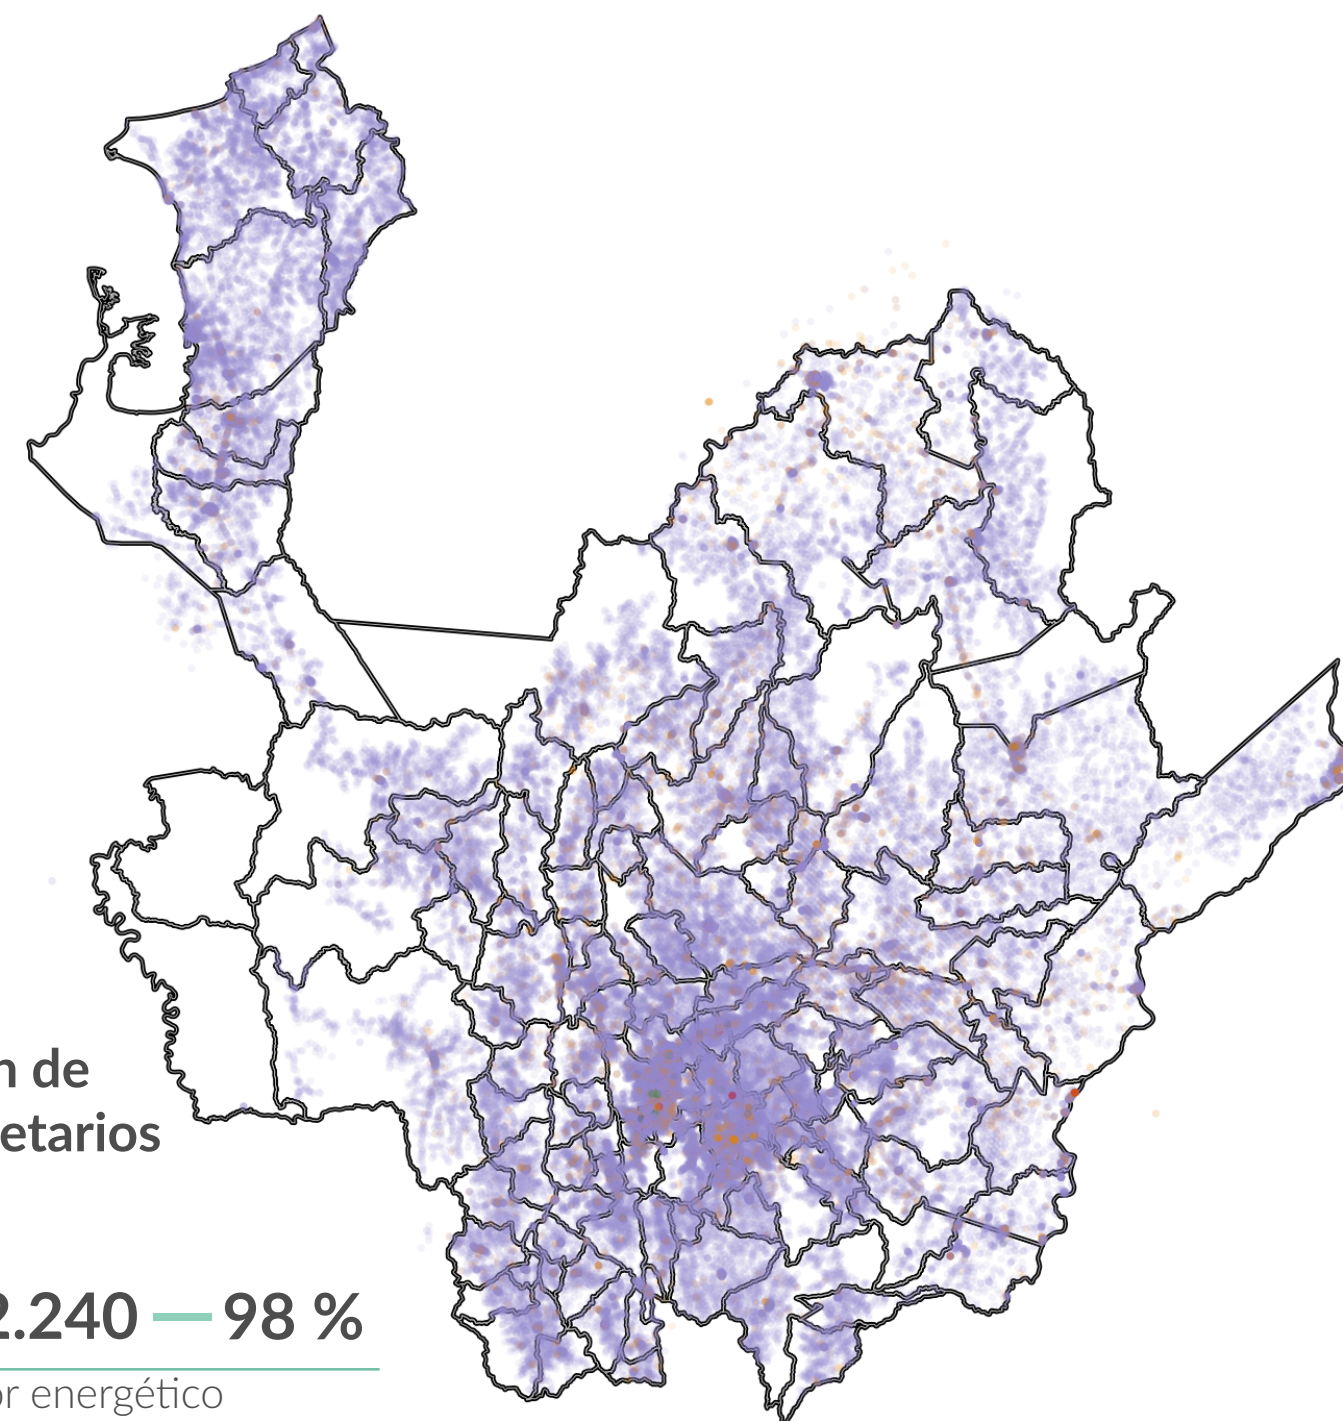 n de
etarios
2.240 — 98 %
or energético